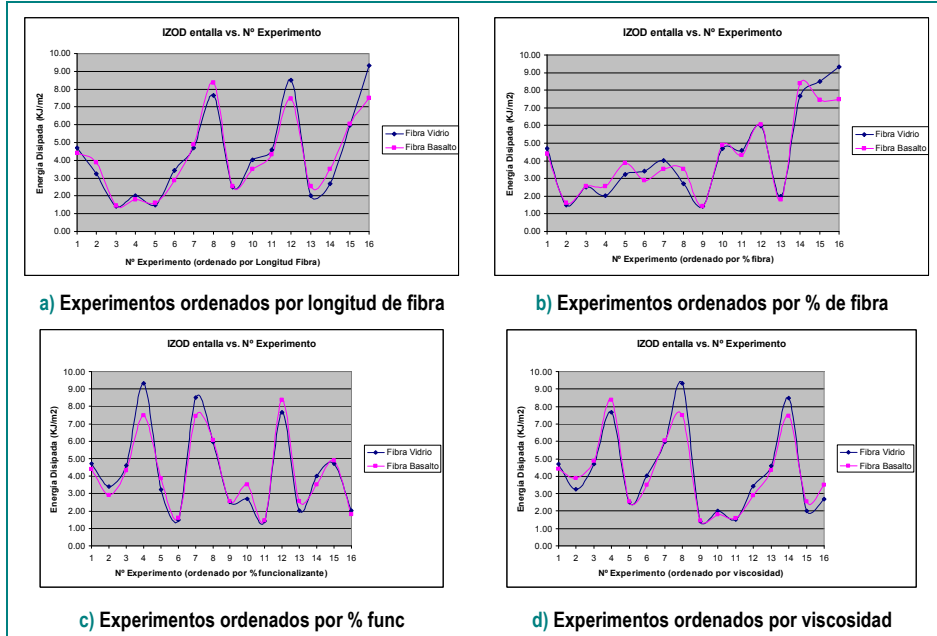 IZOD entalla vs. Nº Experimento
Energia Disipada (KJ/m2)
10.00
9.00
8.00
7.00
6.00
5.00
4.00
3.00
2.00
1.00
0.00
1 2 3 4 5 6 7 8 9 10 11 12 13 14 15 16
Nº Experimento (ordenado por Longitud Fibra)
Fibra Vidrio
Fibra Basalto
a) Experimentos ordenados por longitud de fibra
IZOD entalla vs. Nº Experimento
Energia Disipada (KJ/m2)
10.00
9.00
8.00
7.00
6.00
5.00
4.00
3.00
2.00
1.00
0.00
1 2 3 4 5 6 7 8 9 10 11 12 13 14 15 16
Nº Experimento (ordenado por % fibra)
Fibra Vidrio
Fibra Basalto
b) Experimentos ordenados por % de fibra
IZOD entalla vs. Nº Experimento
Energia Disipada (KJ/m2)
10.00
9.00
8.00
7.00
6.00
5.00
4.00
3.00
2.00
1.00
0.00
1 2 3 4 5 6 7 8 9 10 11 12 13 14 15 16
Nº Experimento (ordenado por %funcionalizante)
Fibra Vidrio
Fibra Basalto
c) Experimentos ordenados por % func
IZOD entalla vs. Nº Experimento
Energia Disipada (KJ/m2)
10.00
9.00
8.00
7.00
6.00
5.00
4.00
3.00
2.00
1.00
0.00
1 2 3 4 5 6 7 8 9 10 11 12 13 14 15 16
Nº Experimento (ordenado por viscosidad)
Fibra Vidrio
Fibra Basalto
d) Experimentos ordenados por viscosidad